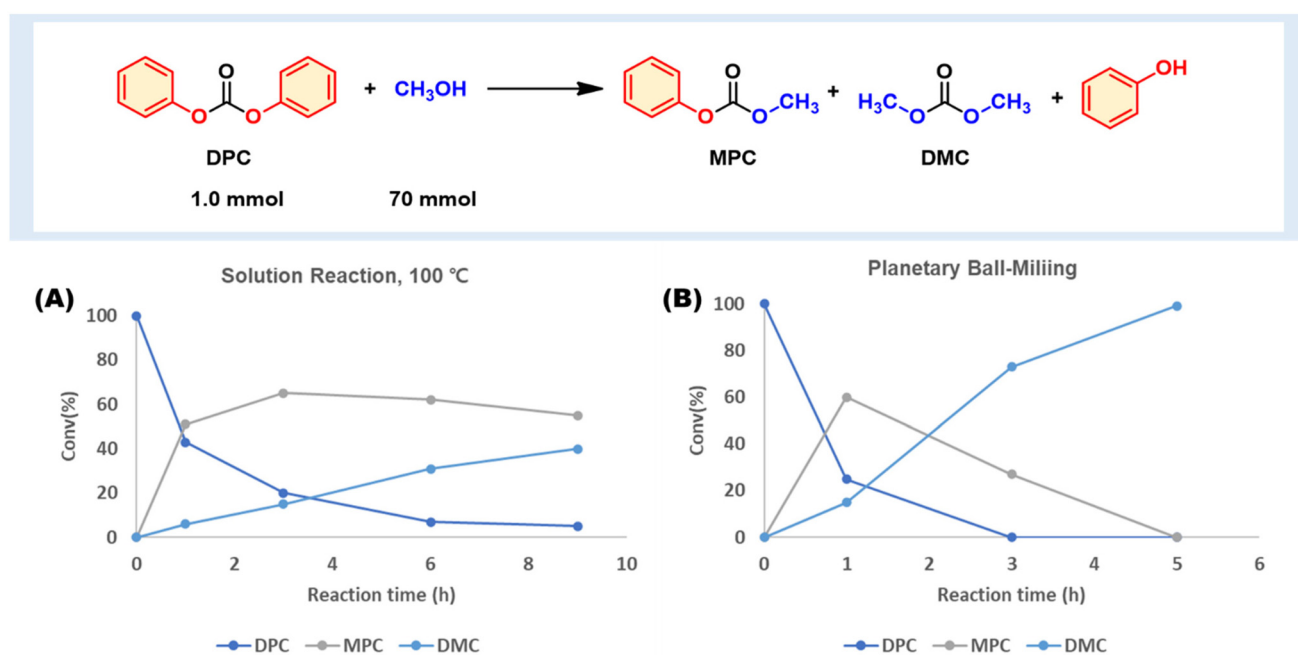 O
O O
+ CH₃OH
O
O O CH₃
+
O
H₃C O O CH₃
+
OH
DPC
MPC
DMC
1.0 mmol
70 mmol
(A)
Solution Reaction, 100 ℃
Conv(%)
100
80
60
40
20
0
0 2 4 6 8 10
Reaction time (h)
DPC MPC DMC
(B)
Planetary Ball-Miliing
Conv(%)
100
80
60
40
20
0
0 1 2 3 4 5 6
Reaction time (h)
DPC MPC DMC